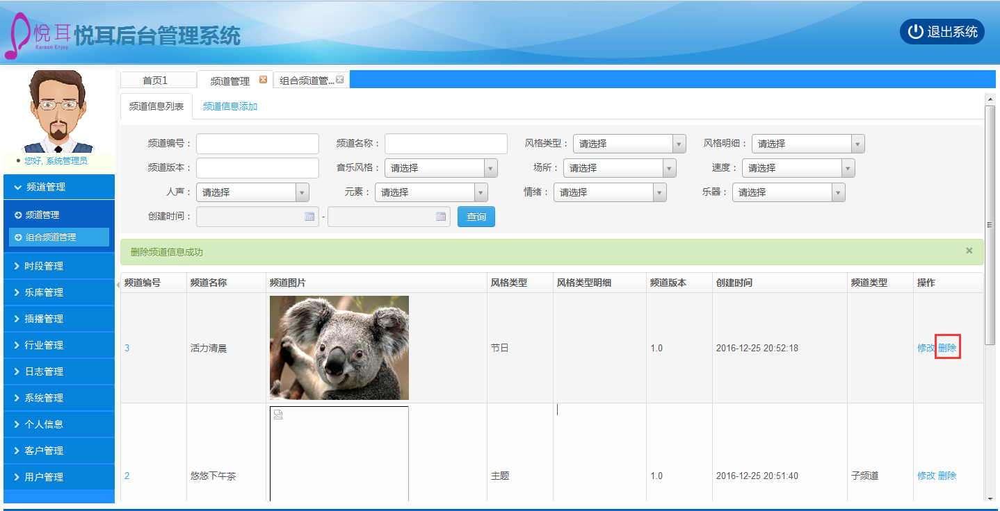 悦耳 悦耳后台管理系统
Earson Enjoy
退出系统
首页1 频道管理 组合频道管...
您好, 系统管理员
频道管理
频道管理
组合频道管理
时段管理
乐库管理
插播管理
行业管理
日志管理
系统管理
个人信息
客户管理
用户管理
频道信息列表 频道信息添加
频道编号： 频道名称： 风格类型： 请选择 风格明细： 请选择
频道版本： 音乐风格： 请选择 场所： 请选择 速度： 请选择
人声： 请选择 元素： 请选择 情绪： 请选择 乐器： 请选择
创建时间： - 查询
删除频道信息成功 ×
频道编号 频道名称 频道图片 风格类型 风格类型明细 频道版本 创建时间 频道类型 操作
3 活力清晨 节日 1.0 2016-12-25 20:52:18 修改 删除
2 悠悠下午茶 主题 1.0 2016-12-25 20:51:40 子频道 修改 删除